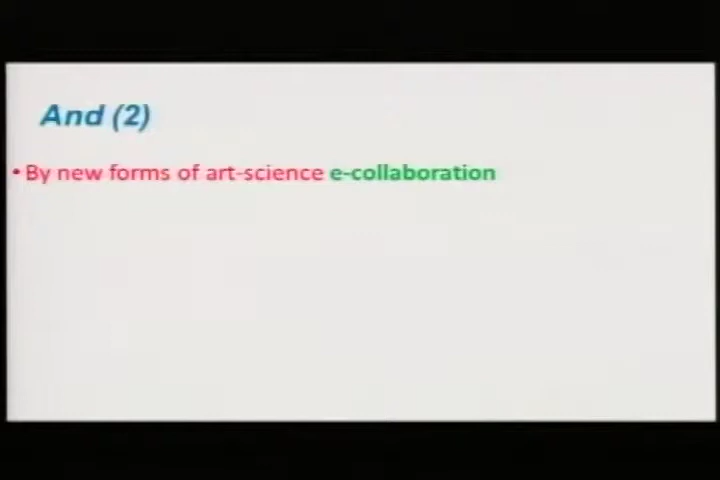 And (2)
• By new forms of art-science e-collaboration